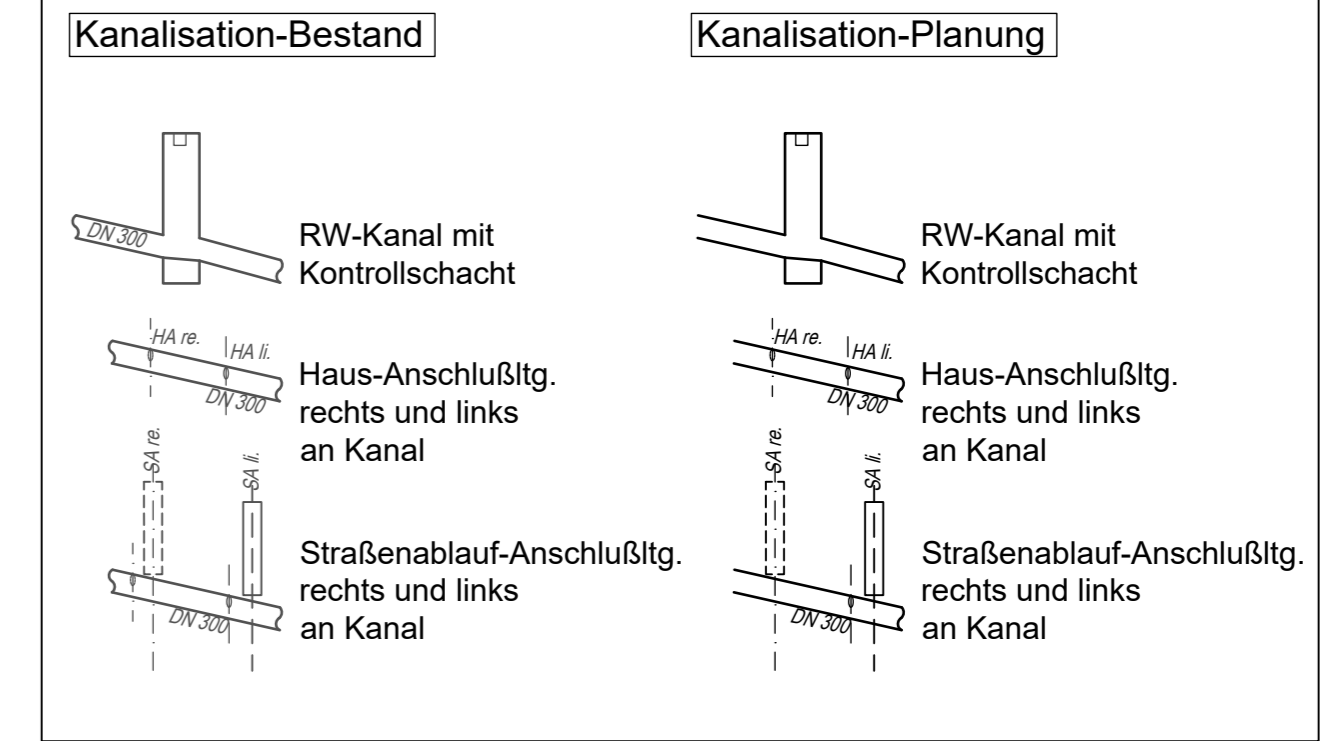 Kanalisation-Bestand
DN 300
RW-Kanal mit
Kontrollschacht
HA re.
HA li.
DN 300
Haus-Anschlußltg.
rechts und links
an Kanal
SA re.
SA li.
DN 300
Straßenablauf-Anschlußltg.
rechts und links
an Kanal
Kanalisation-Planung
RW-Kanal mit
Kontrollschacht
HA re.
HA li.
DN 300
Haus-Anschlußltg.
rechts und links
an Kanal
SA re.
SA li.
DN 300
Straßenablauf-Anschlußltg.
rechts und links
an Kanal